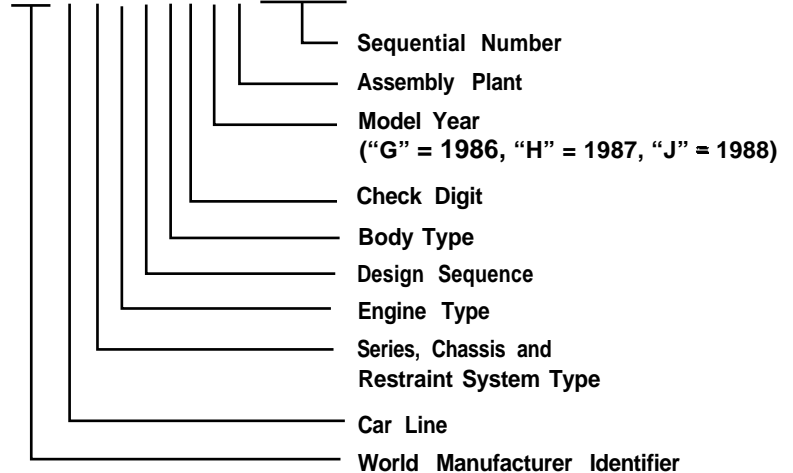 Sequential Number
Assembly Plant
Model Year
(“G” = 1986, “H” = 1987, “J” = 1988)
Check Digit
Body Type
Design Sequence
Engine Type
Series, Chassis and
Restraint System Type
Car Line
World Manufacturer Identifier